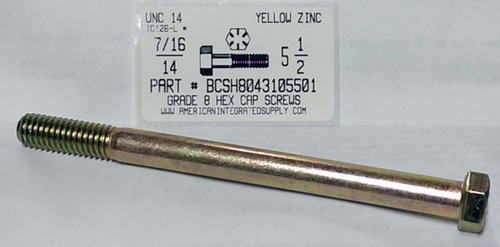 UNC 14 YELLOW ZINC
IC126-L *
7/16
14 5 1/2
PART # BCSH8043105501
GRADE 8 HEX CAP SCREWS
WWW.AMERICANINTEGRATEDSUPPLY.COM